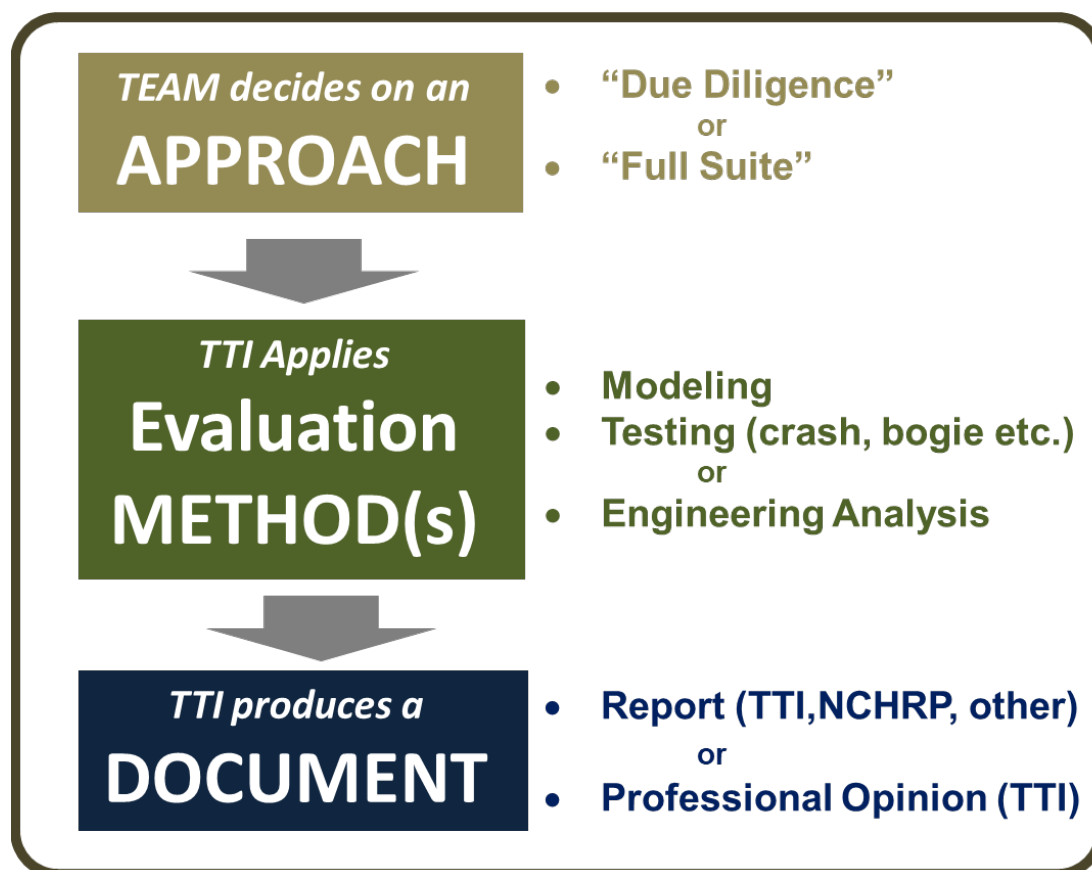 TEAM decides on an
APPROACH
• “Due Diligence”
or
• “Full Suite”
TTI Applies
Evaluation
METHOD(s)
• Modeling
• Testing (crash, bogie etc.)
or
• Engineering Analysis
TTI produces a
DOCUMENT
• Report (TTI,NCHRP, other)
or
• Professional Opinion (TTI)